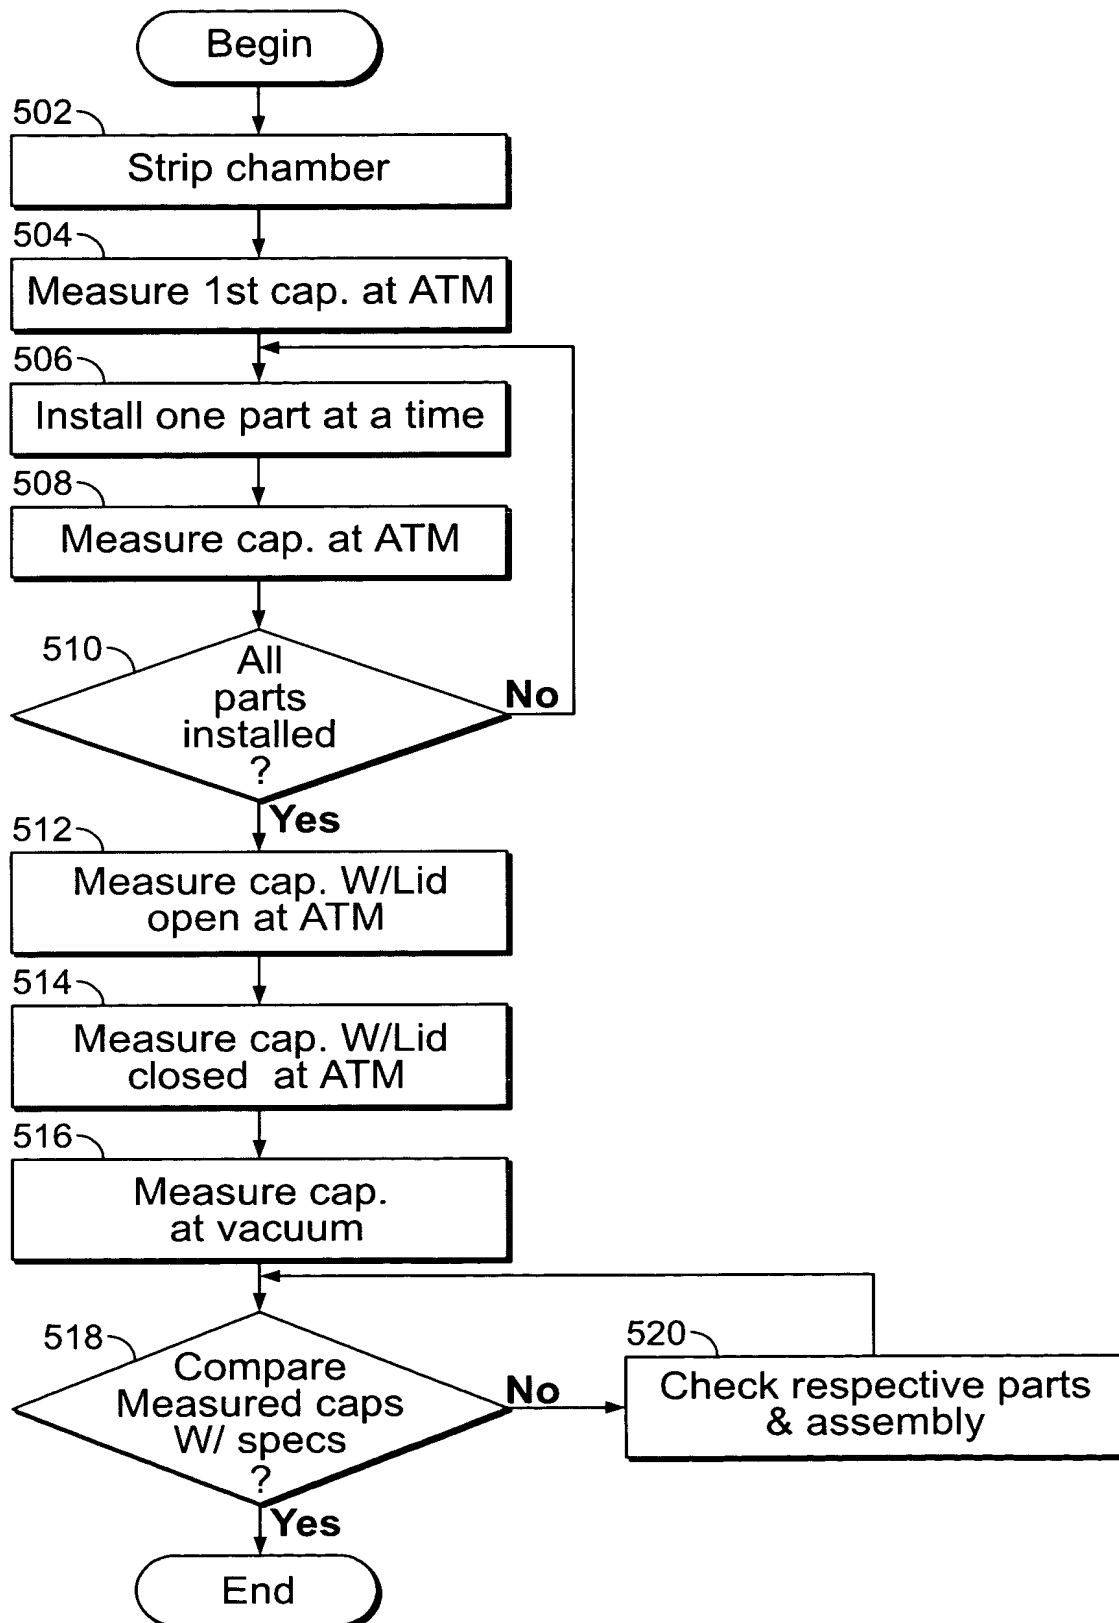 Begin
502
Strip chamber
504
Measure 1st cap. at ATM
506
Install one part at a time
508
Measure cap. at ATM
510
All
parts
installed
?
No
Yes
512
Measure cap. W/Lid
open at ATM
514
Measure cap. W/Lid
closed at ATM
516
Measure cap.
at vacuum
518
Compare
Measured caps
W/ specs
?
No
520
Check respective parts
& assembly
Yes
End